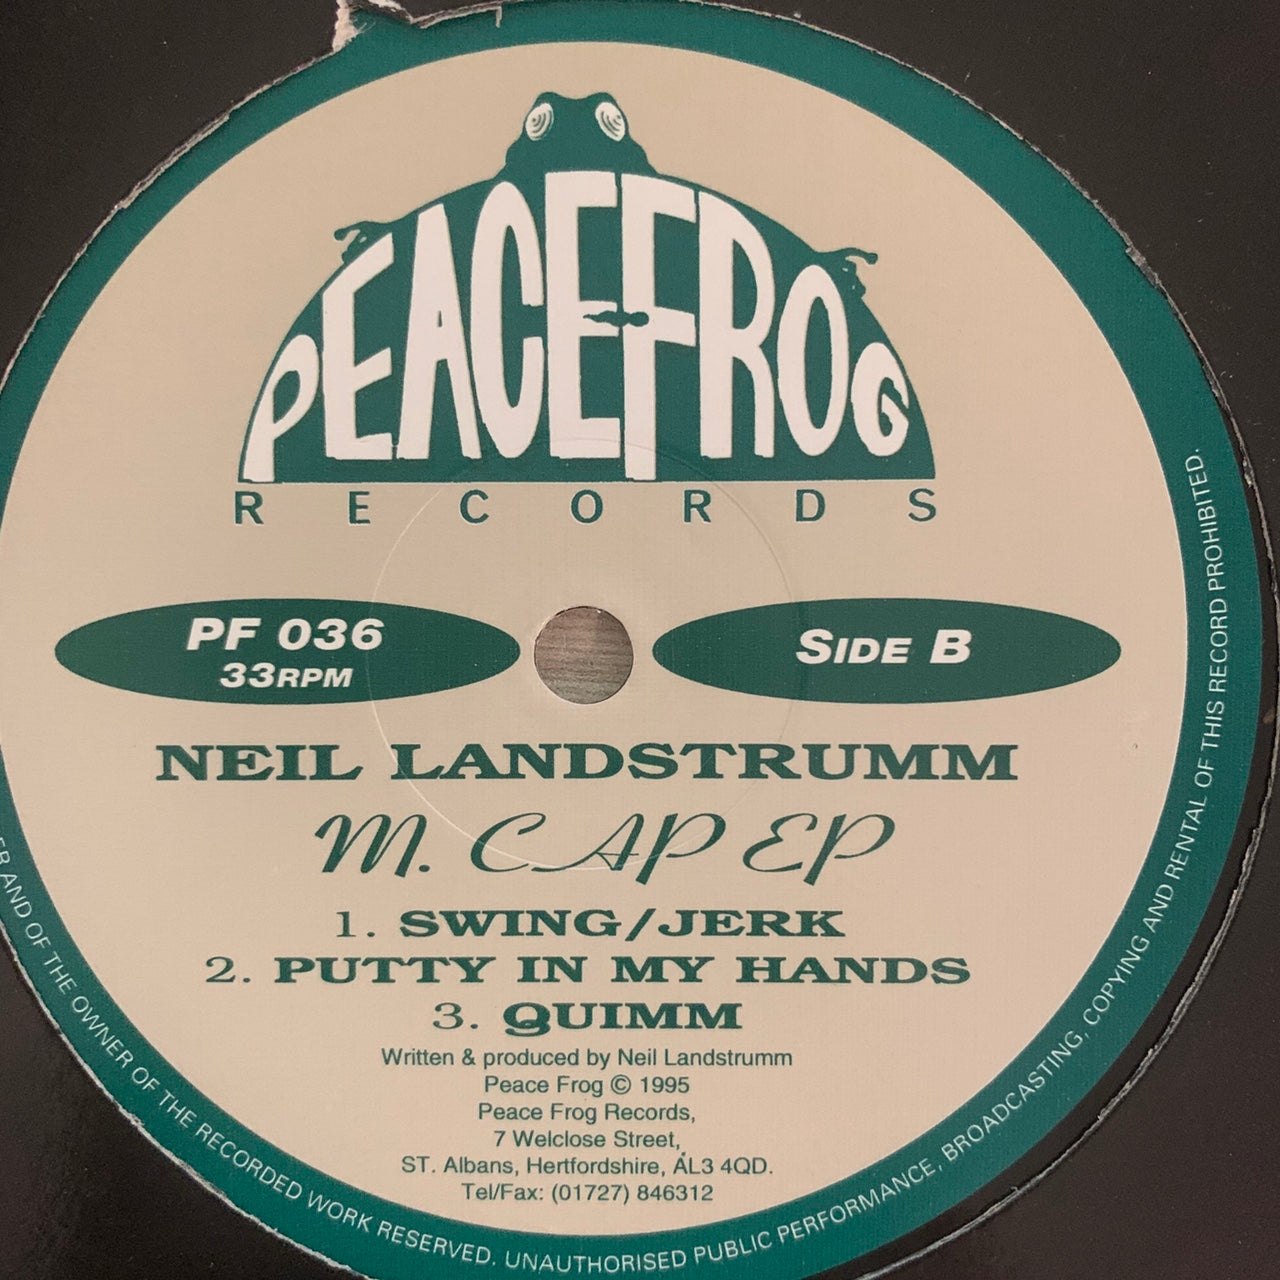 PEACEFROG
RECORDS
PF 036
33RPM
SIDE B
NEIL LANDSTRUMM
M. CAP EP
1. SWING/JERK
2. PUTTY IN MY HANDS
3. QUIMM
Written & produced by Neil Landstrumm
Peace Frog © 1995
Peace Frog Records,
7 Welclose Street,
ST. Albans, Hertfordshire, AL3 4QD.
Tel/Fax: (01727) 846312
AND OF THE OWNER OF THE RECORDED WORK RESERVED. UNAUTHORISED PUBLIC PERFORMANCE, BROADCASTING, COPYING AND RENTAL OF THIS RECORD PROHIBITED.